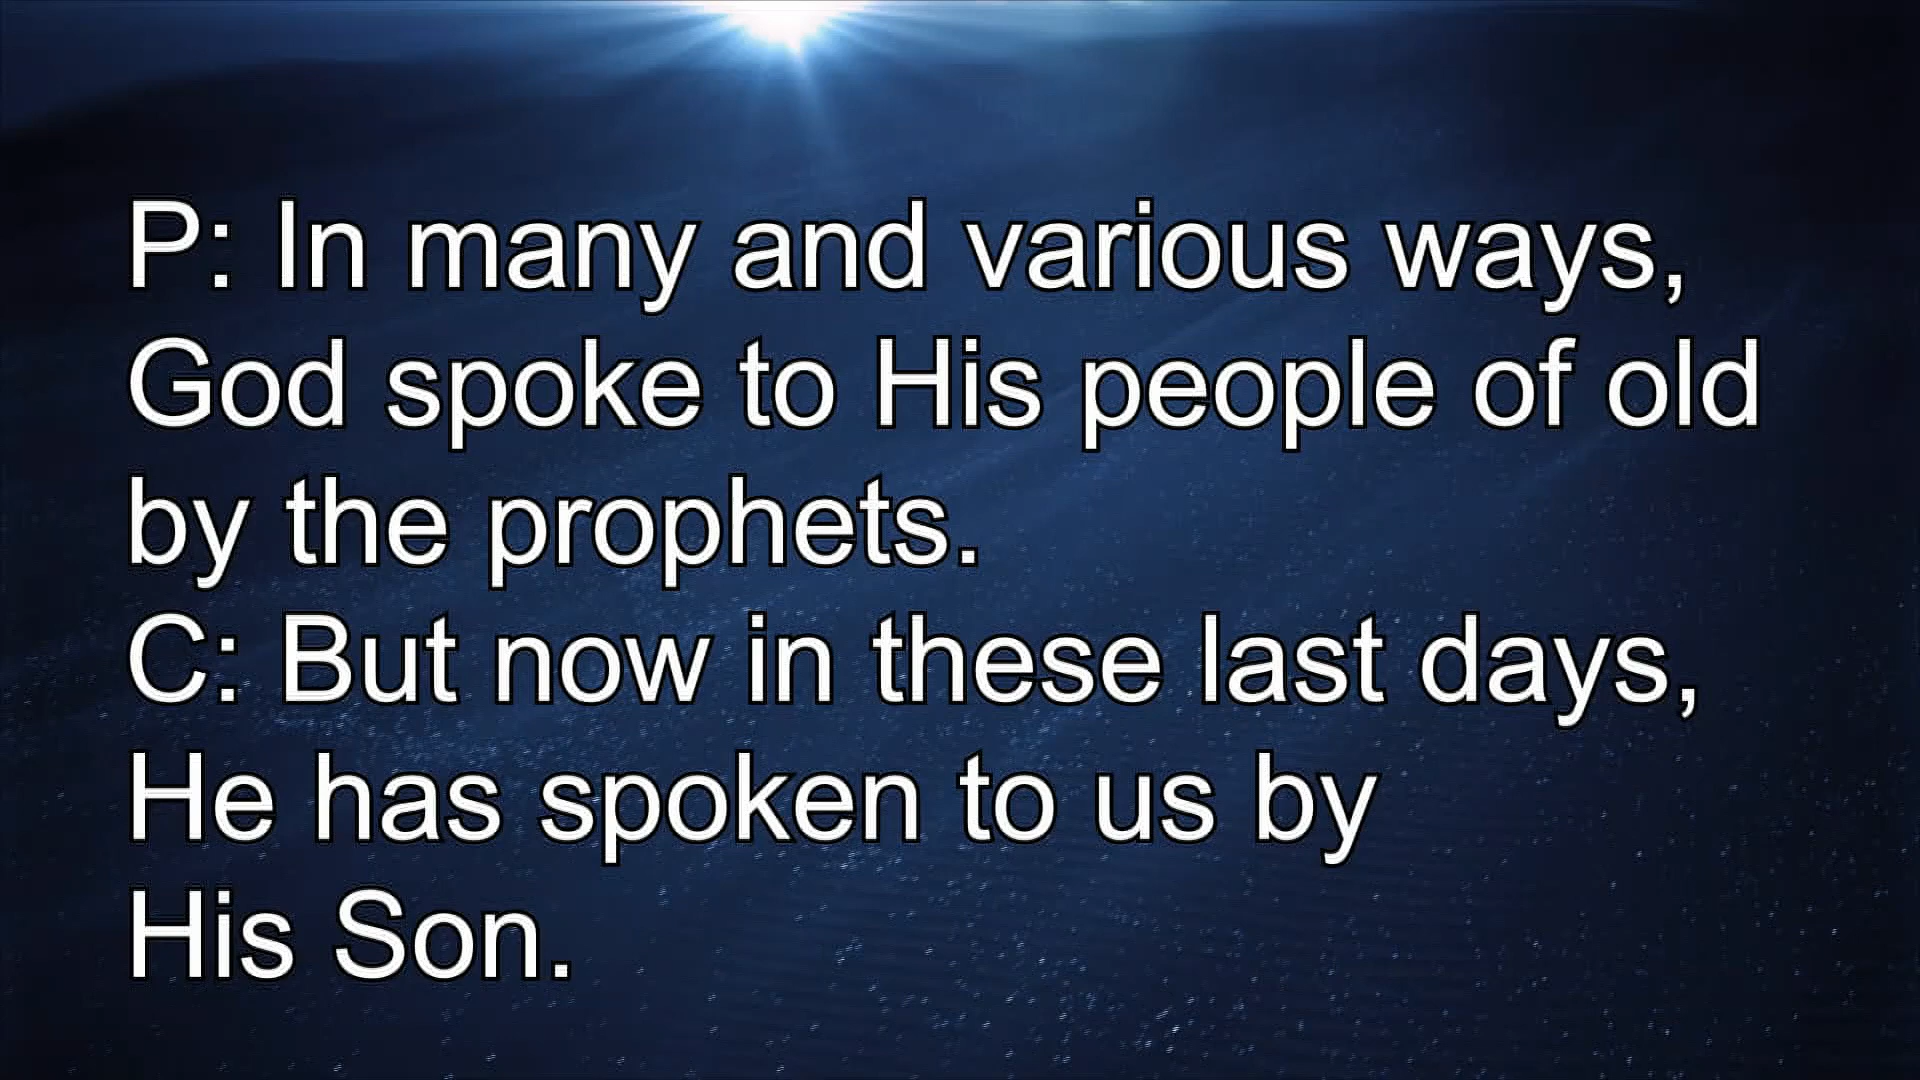 P: In many and various ways,
God spoke to His people of old
by the prophets.
C: But now in these last days,
He has spoken to us by
His Son.